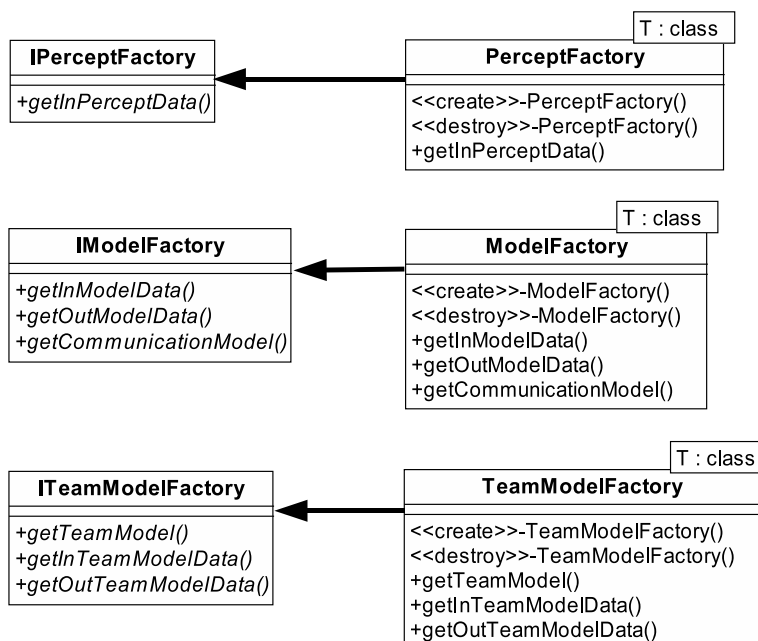 T : class
IPerceptFactory
+getInPerceptData()
PerceptFactory
<<create>>-PerceptFactory()
<<destroy>>-PerceptFactory()
+getInPerceptData()
T : class
IModelFactory
+getInModelData()
+getOutModelData()
+getCommunicationModel()
ModelFactory
<<create>>-ModelFactory()
<<destroy>>-ModelFactory()
+getInModelData()
+getOutModelData()
+getCommunicationModel()
T : class
ITeamModelFactory
+getTeamModel()
+getInTeamModelData()
+getOutTeamModelData()
TeamModelFactory
<<create>>-TeamModelFactory()
<<destroy>>-TeamModelFactory()
+getTeamModel()
+getInTeamModelData()
+getOutTeamModelData()